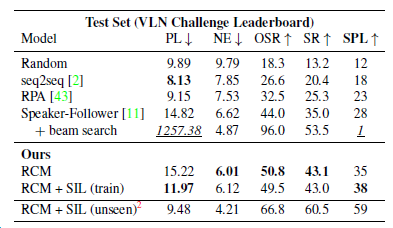 Test Set (VLN Challenge Leaderboard)
Model PL ↓ NE ↓ OSR ↑ SR ↑ SPL ↑
Random 9.89 9.79 18.3 13.2 12
seq2seq [2] 8.13 7.85 26.6 20.4 18
RPA [43] 9.15 7.53 32.5 25.3 23
Speaker-Follower [11] 14.82 6.62 44.0 35.0 28
+ beam search 1257.38 4.87 96.0 53.5 1
Ours
RCM 15.22 6.01 50.8 43.1 35
RCM + SIL (train) 11.97 6.12 49.5 43.0 38
RCM + SIL (unseen)² 9.48 4.21 66.8 60.5 59